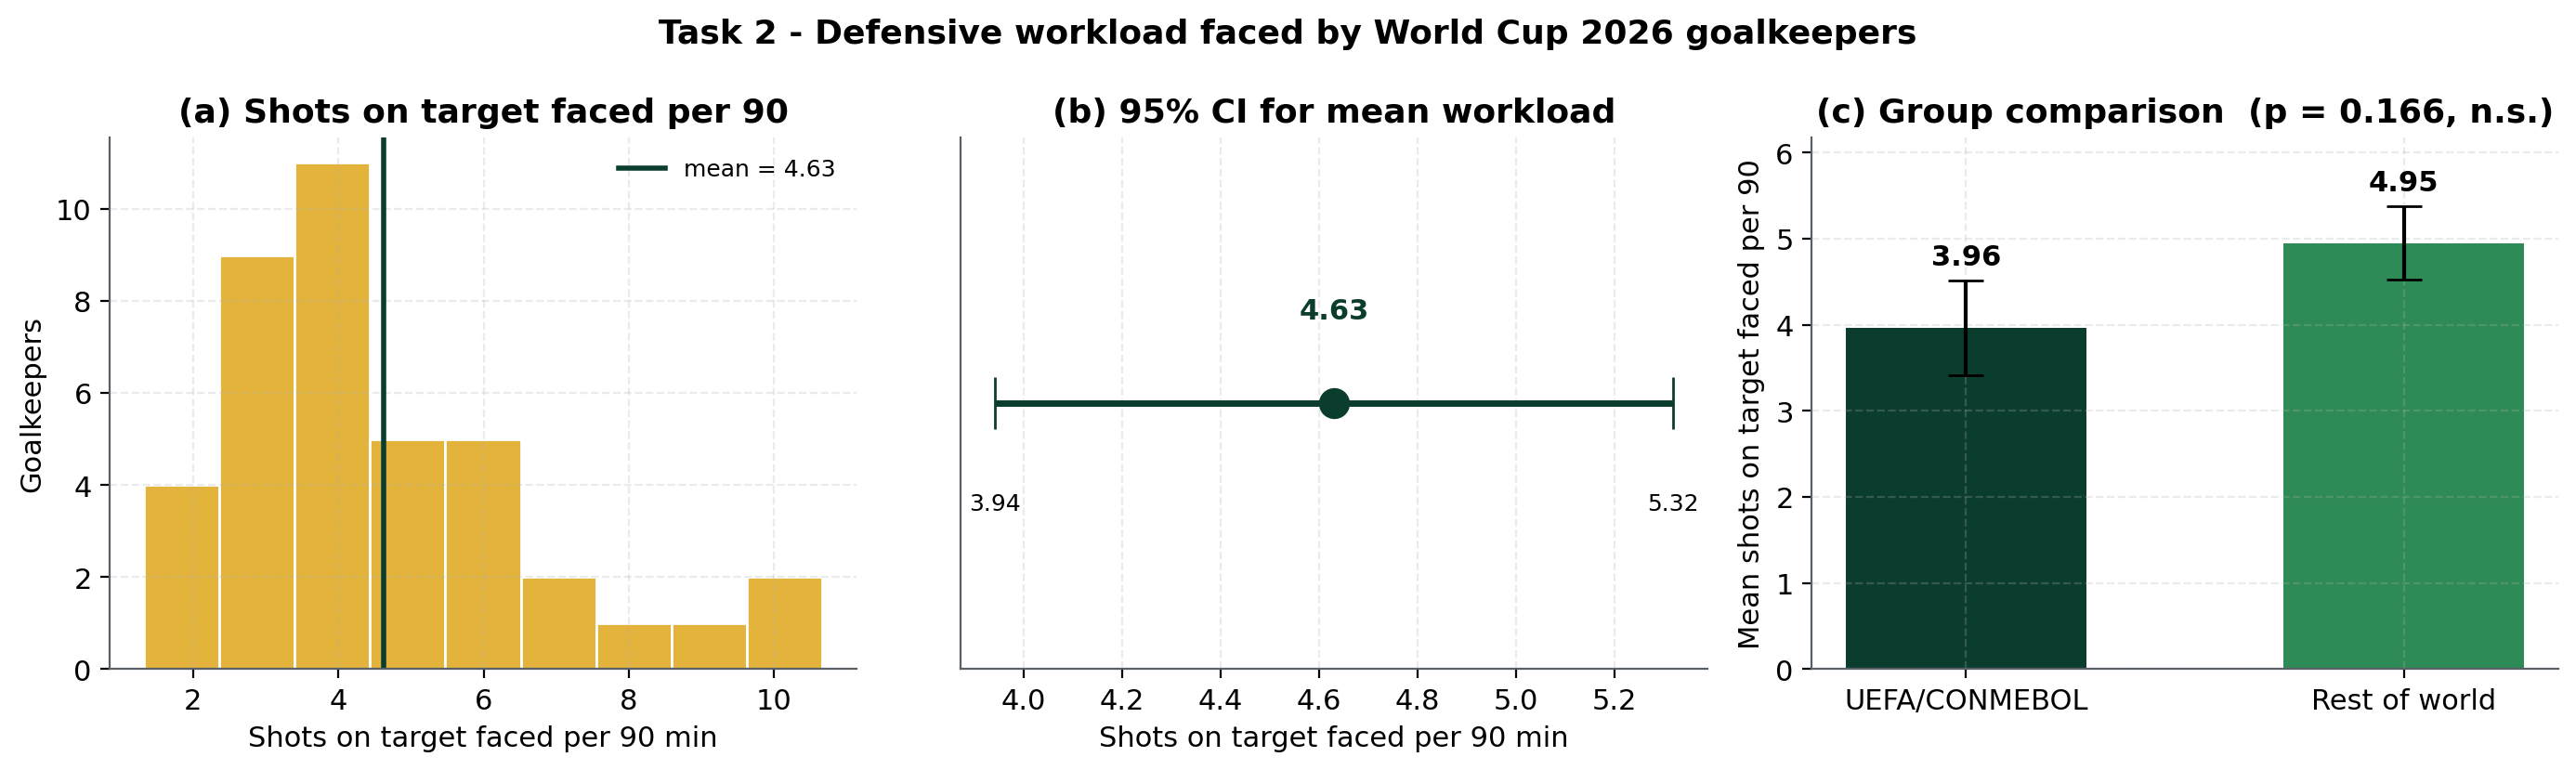 Task 2 - Defensive workload faced by World Cup 2026 goalkeepers
(a) Shots on target faced per 90
mean = 4.63
Goalkeepers
10
8
6
4
2
0
2 4 6 8 10
Shots on target faced per 90 min
(b) 95% CI for mean workload
4.63
3.94 5.32
4.0 4.2 4.4 4.6 4.8 5.0 5.2
Shots on target faced per 90 min
(c) Group comparison (p = 0.166, n.s.)
Mean shots on target faced per 90
6
5
4
3
2
1
0
3.96
4.95
UEFA/CONMEBOL Rest of world